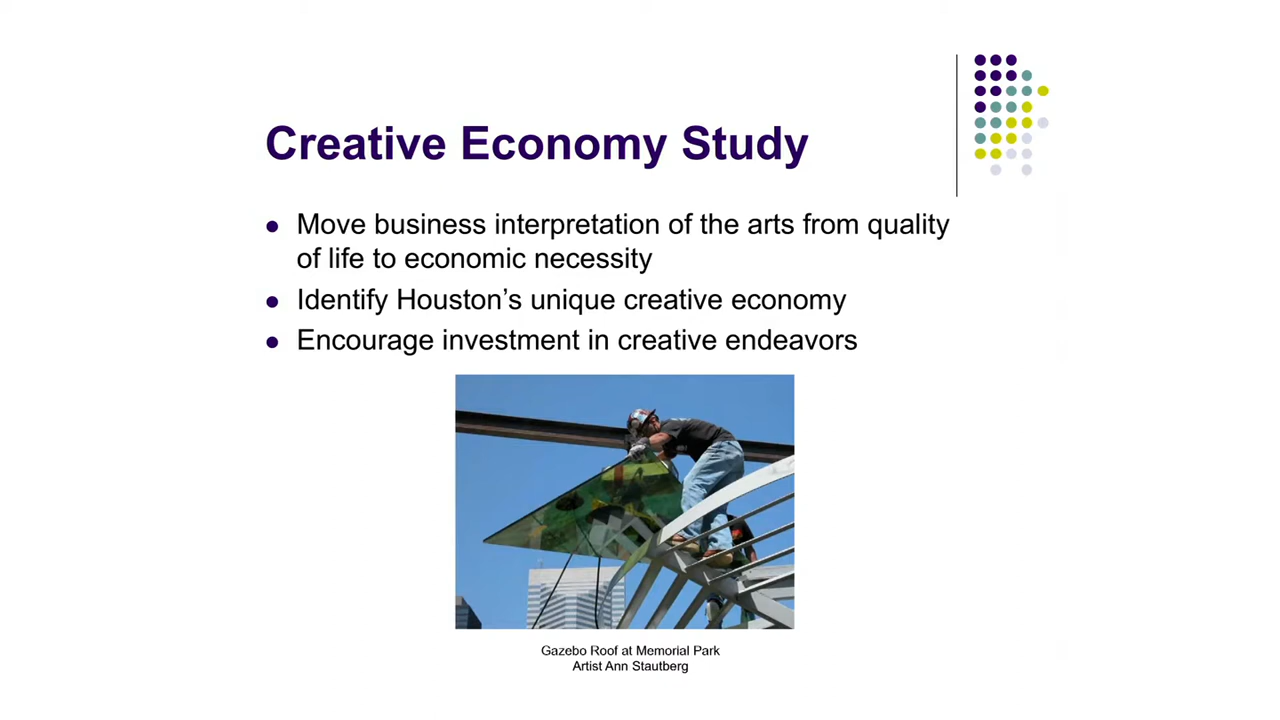 Creative Economy Study
Move business interpretation of the arts from quality
of life to economic necessity
Identify Houston’s unique creative economy
Encourage investment in creative endeavors
Gazebo Roof at Memorial Park
Artist Ann Stautberg